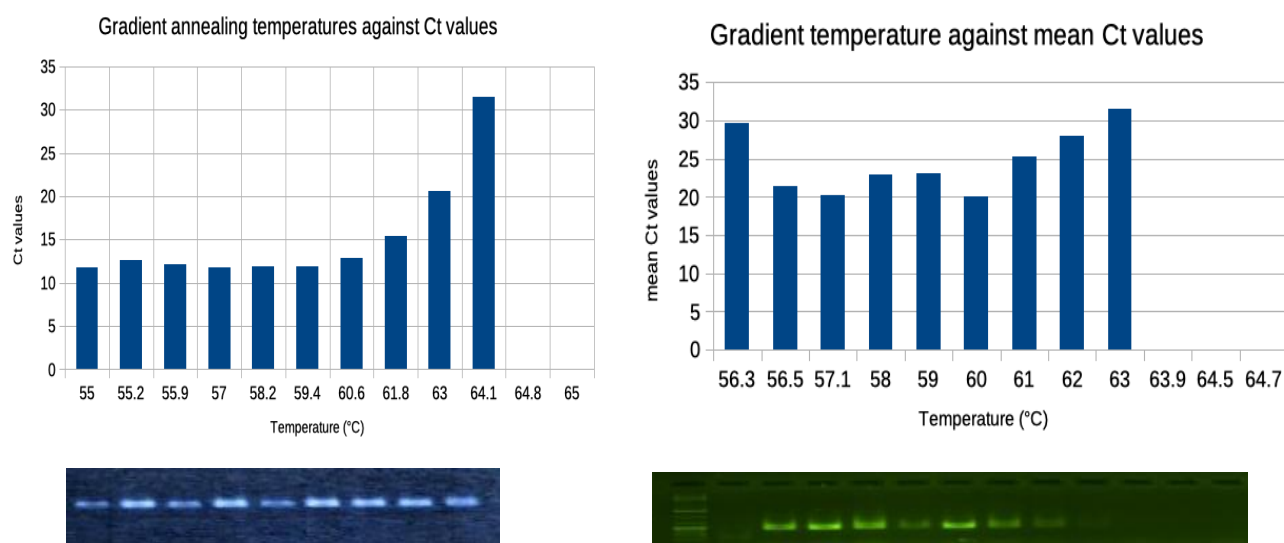 Gradient annealing temperatures against Ct values
35
30
25
20
15
10
5
0
Ct values
55 55.2 55.9 57 58.2 59.4 60.6 61.8 63 64.1 64.8 65
Temperature (°C)
Gradient temperature against mean Ct values
35
30
25
20
15
10
5
0
mean Ct values
56.3 56.5 57.1 58 59 60 61 62 63 63.9 64.5 64.7
Temperature (°C)